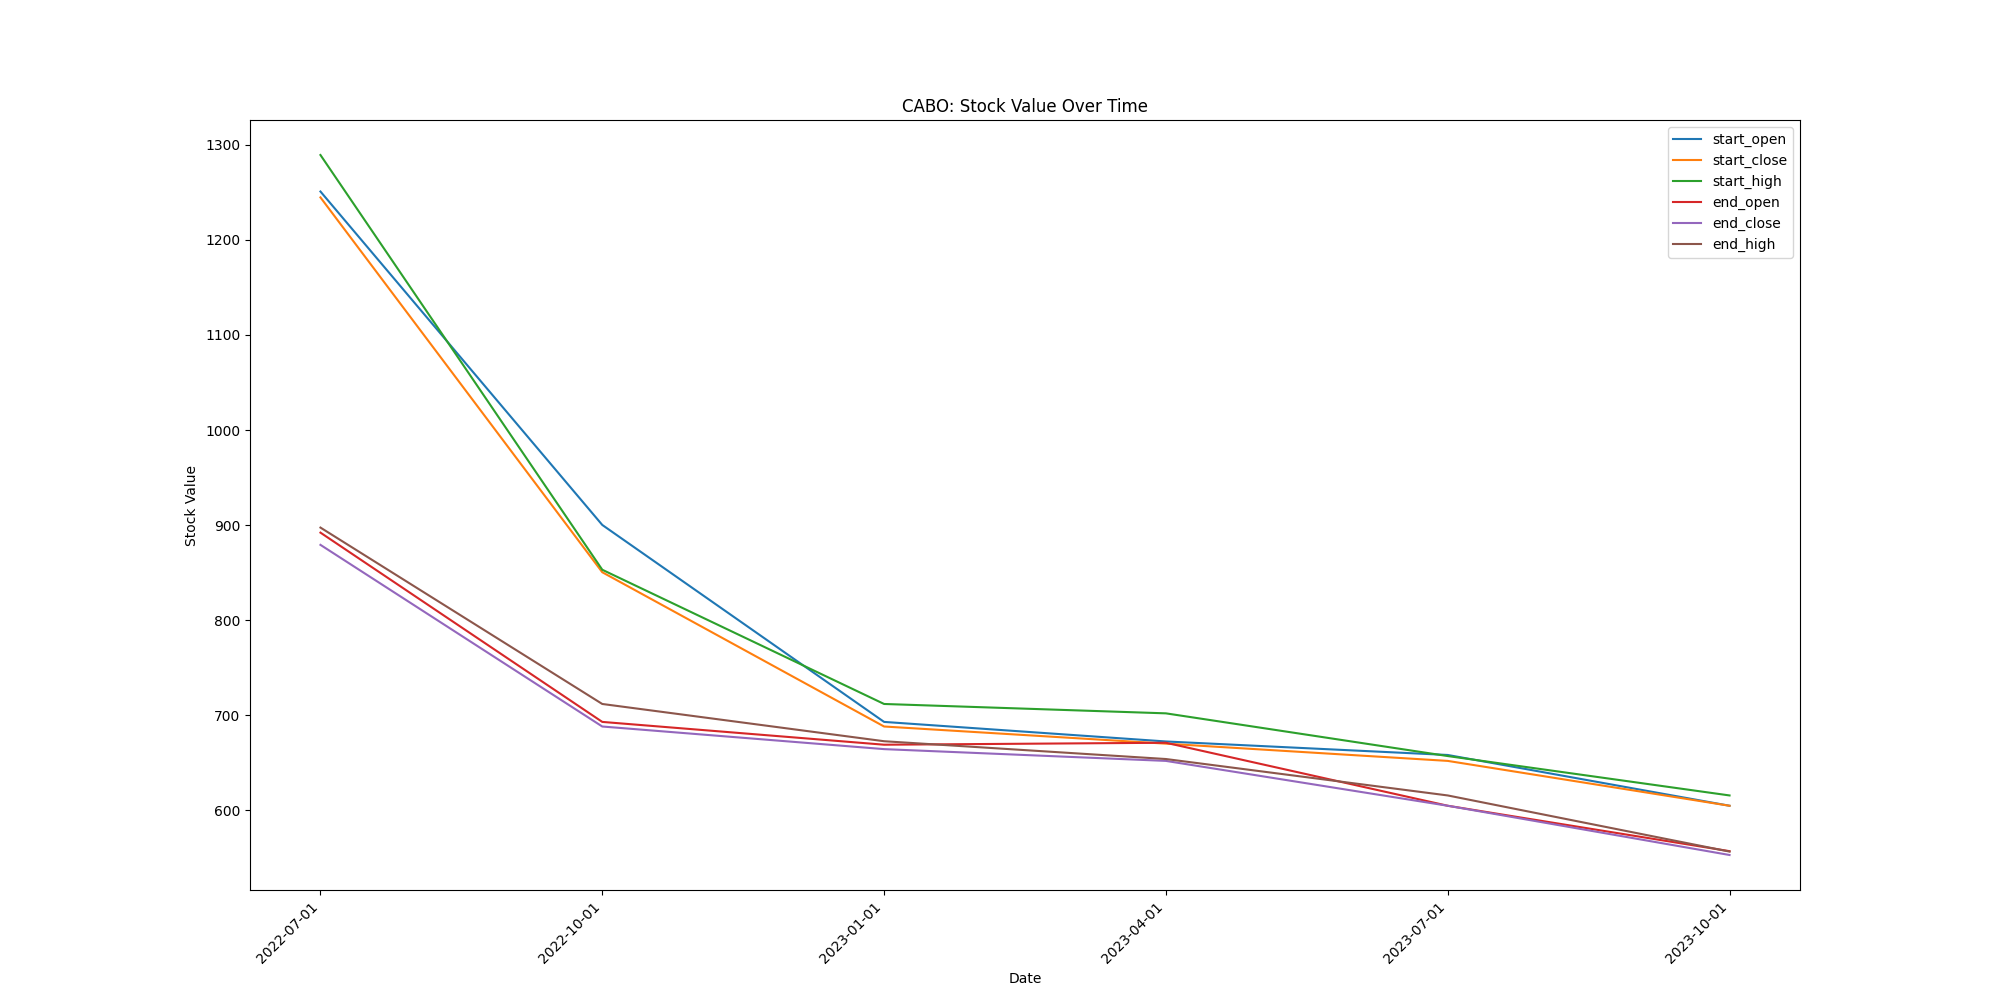 CABO: Stock Value Over Time
start_open
start_close
start_high
end_open
end_close
end_high
Stock Value
1300
1200
1100
1000
900
800
700
600
2022-07-01
2022-10-01
2023-01-01
2023-04-01
2023-07-01
2023-10-01
Date